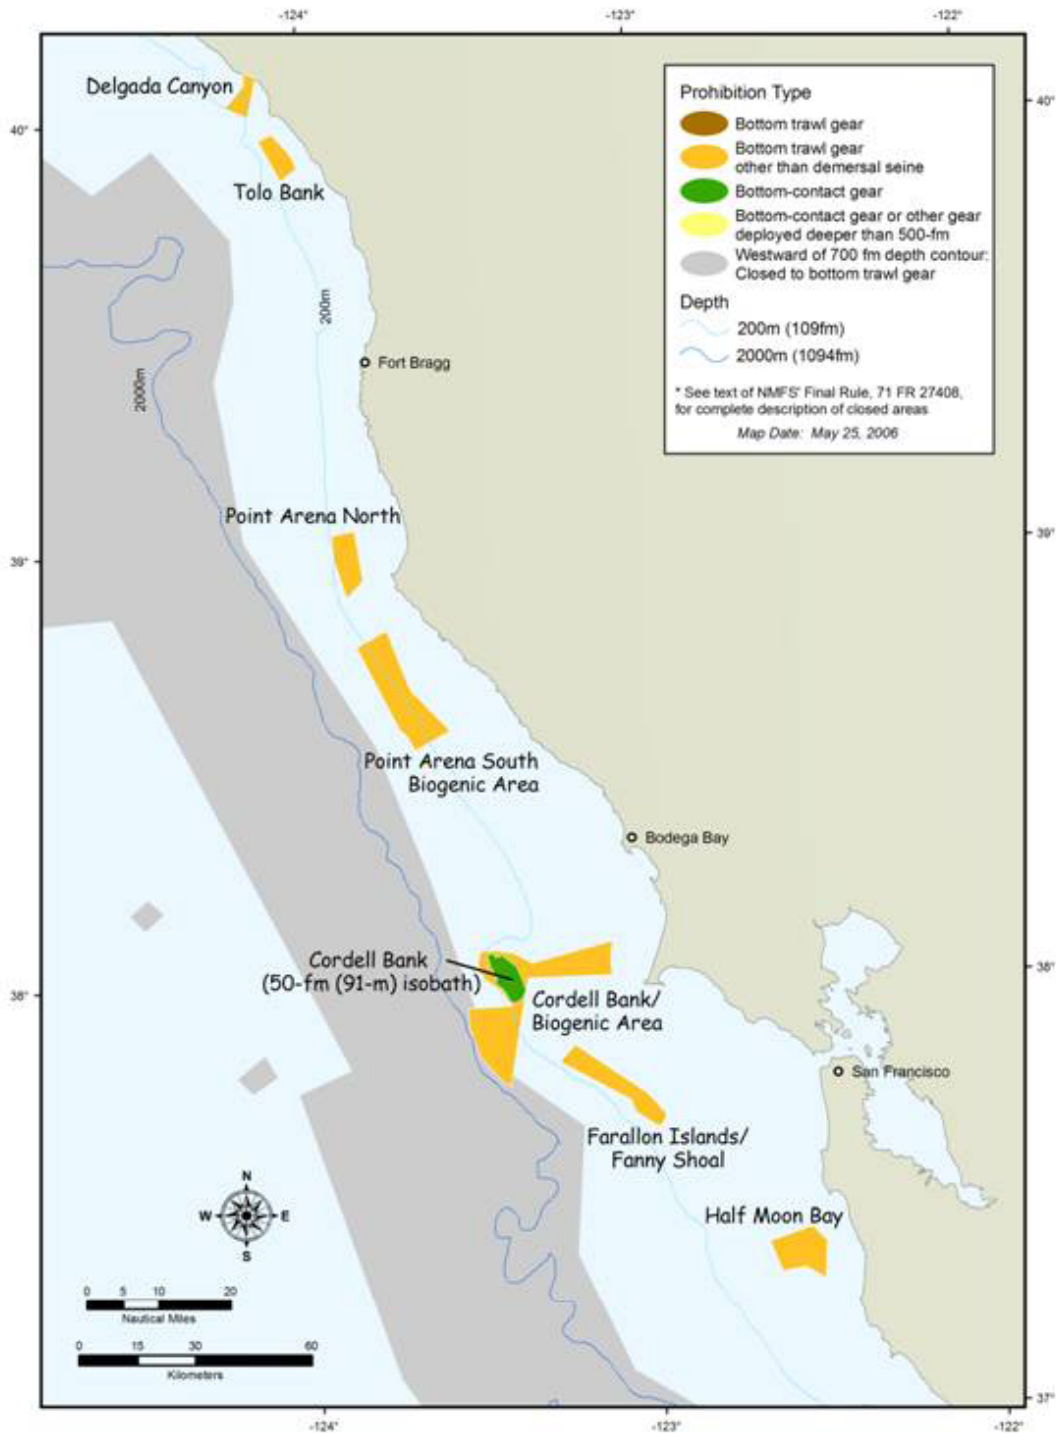 -124°
-123°
-122°
Delgada Canyon
Tolo Bank
40°
40°
Prohibition Type
Bottom trawl gear
Bottom trawl gear
other than demersal seine
Bottom-contact gear
Bottom-contact gear or other gear
deployed deeper than 500-fm
Westward of 700 fm depth contour:
Closed to bottom trawl gear
Depth
200m (109fm)
2000m (1094fm)
* See text of NMFS' Final Rule, 71 FR 27408,
for complete description of closed areas
Map Date: May 25, 2006
200m
2000m
Fort Bragg
Point Arena North
39°
39°
Point Arena South
Biogenic Area
Bodega Bay
Cordell Bank
(50-fm (91-m) isobath)
38°
38°
Cordell Bank/
Biogenic Area
San Francisco
Farallon Islands/
Fanny Shoal
Half Moon Bay
N
W
E
S
0 5 10 20
Nautical Miles
0 15 30 60
Kilometers
37°
-124°
-123°
-122°